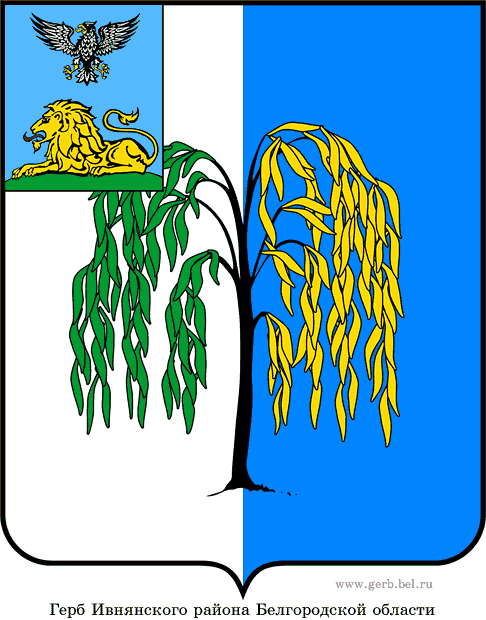 www.gerb.bel.ru
Герб Ивнянского района Белгородской области